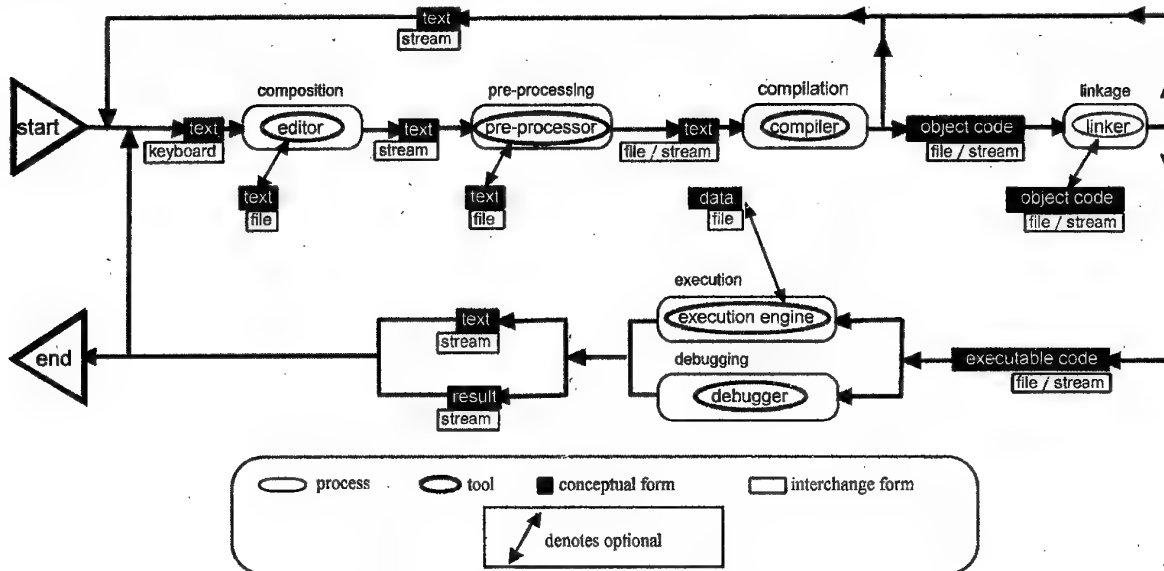 text
stream
composition
pre-processing
compilation
linkage
start
text
keyboard
editor
text
stream
pre-processor
text
file / stream
compiler
object code
file / stream
linker
text
file
text
file
data
file
object code
file / stream
execution
execution engine
text
stream
end
debugging
executable code
file / stream
result
stream
debugger
process
tool
conceptual form
interchange form
denotes optional